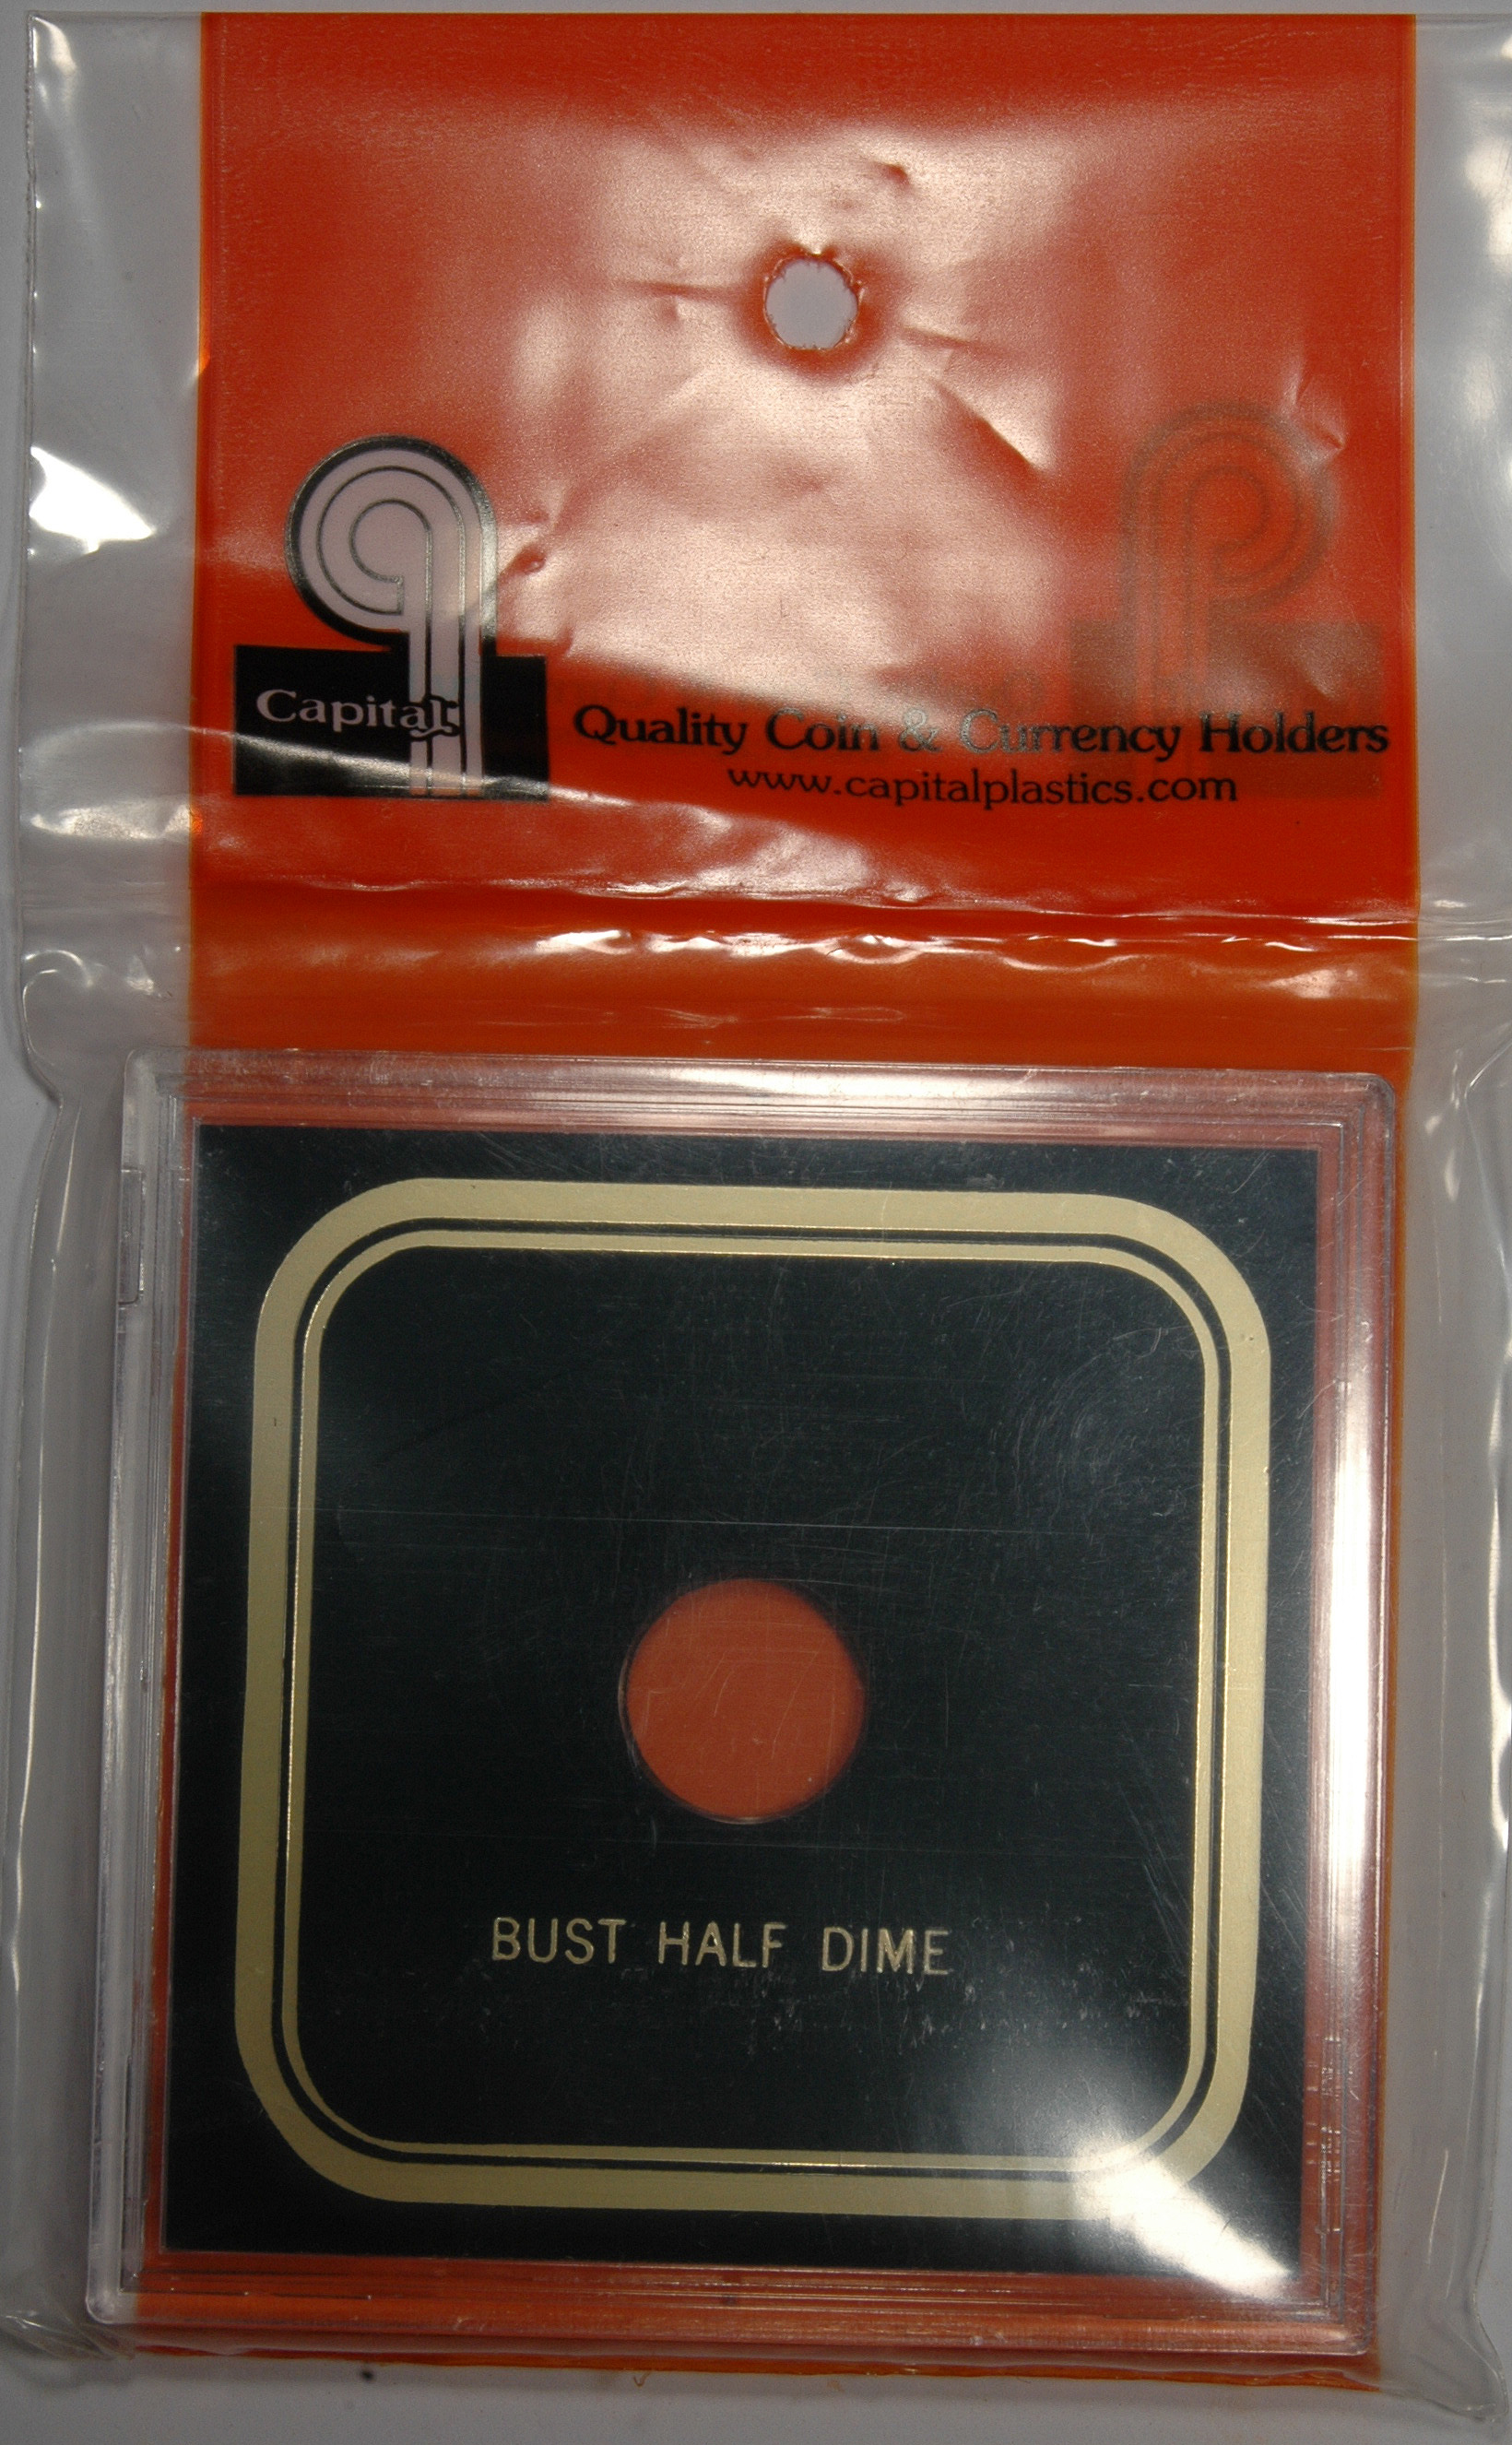 Capital
Quality Coin & Currency Holders
www.capitalplastics.com
BUST HALF DIME